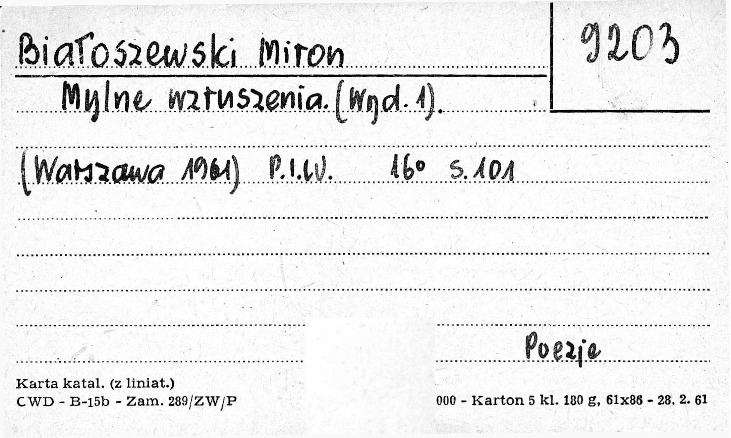 Białoszewski Miron
9203
Mylne wzruszenia. (Wyd. 1).
(Warszawa 1961) P.I.W. 16° s. 101
Poezje
Karta katal. (z liniat.)
CWD - B-15b - Zam. 289/ZW/P
000 - Karton 5 kl. 180 g, 61x86 - 28. 2. 61